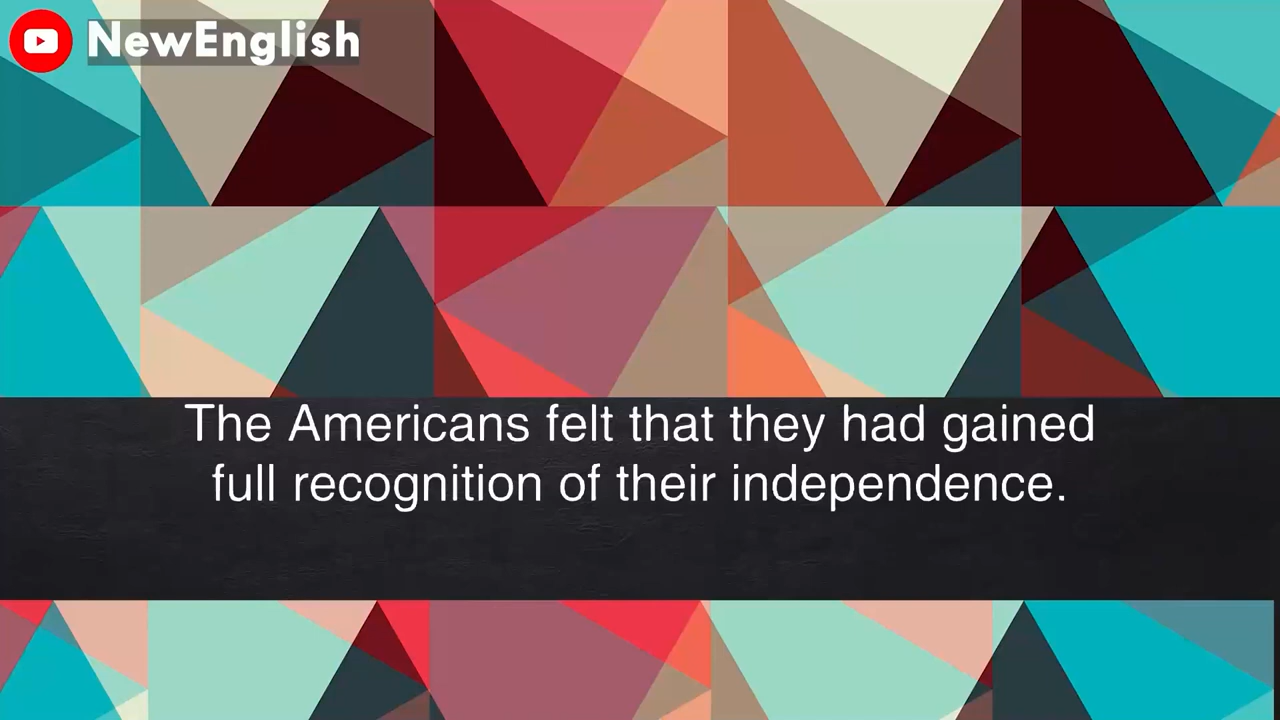 NewEnglish
The Americans felt that they had gained
full recognition of their independence.